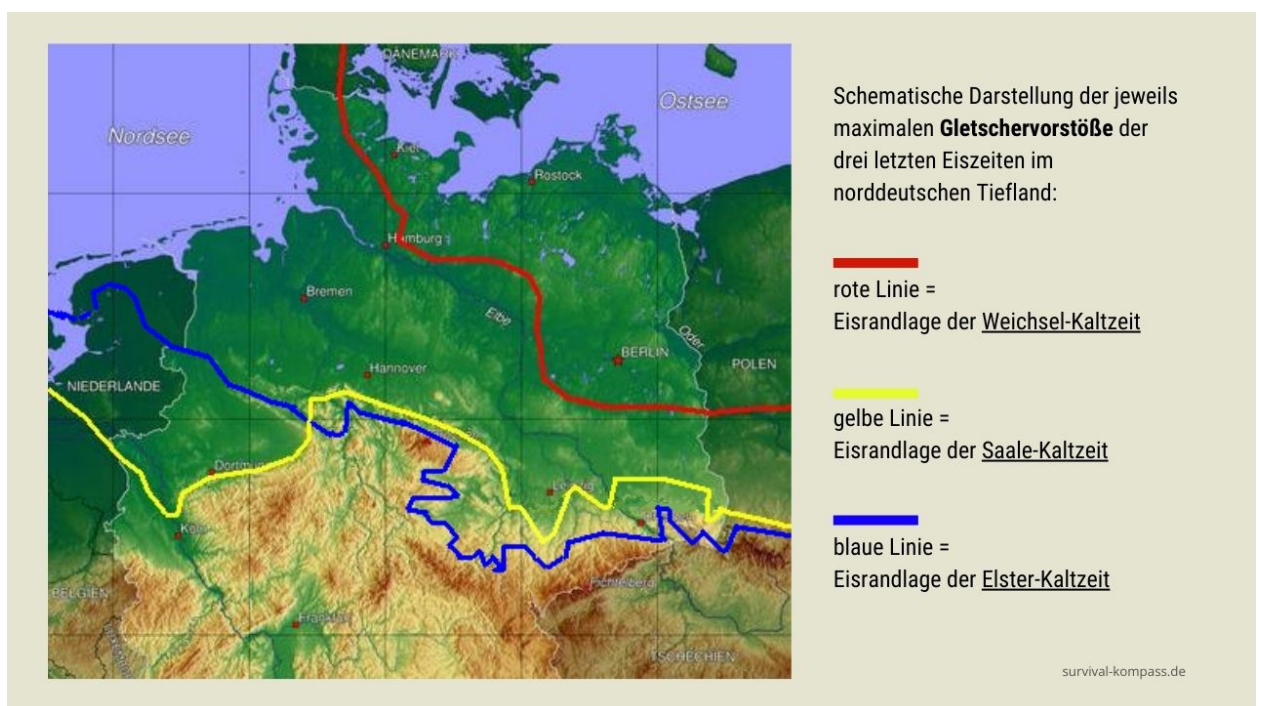 DÄNEMARK
Nordsee
Ostsee
Kiel
Rostock
Hamburg
Bremen
Elbe
Oder
BERLIN
POLEN
Hannover
NIEDERLANDE
Dortmund
Leipzig
Köln
Fichtelberg
BELGIEN
Frankfurt
TSCHECHIEN
Schematische Darstellung der jeweils
maximalen Gletschervorstöße der
drei letzten Eiszeiten im
norddeutschen Tiefland:
rote Linie =
Eisrandlage der Weichsel-Kaltzeit
gelbe Linie =
Eisrandlage der Saale-Kaltzeit
blaue Linie =
Eisrandlage der Elster-Kaltzeit
survival-kompass.de